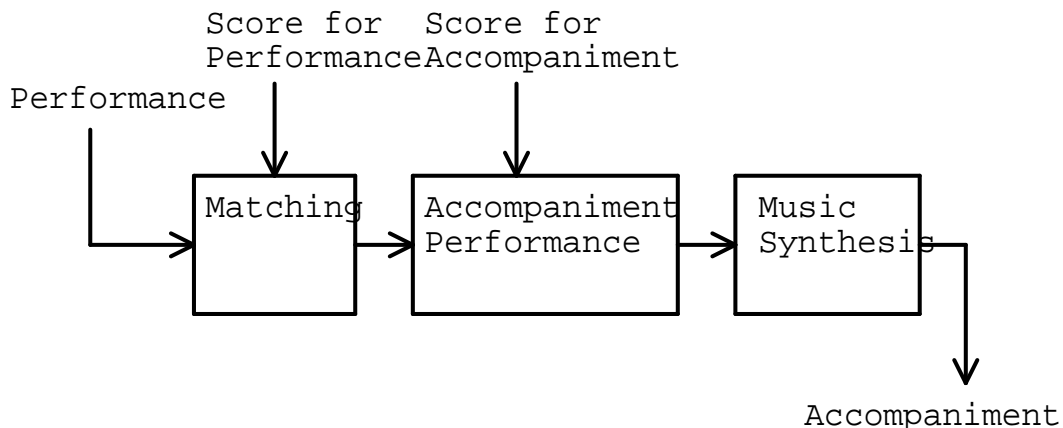 Score for
Performance
Score for
Accompaniment
Performance
Matching
Accompaniment
Performance
Music
Synthesis
Accompaniment